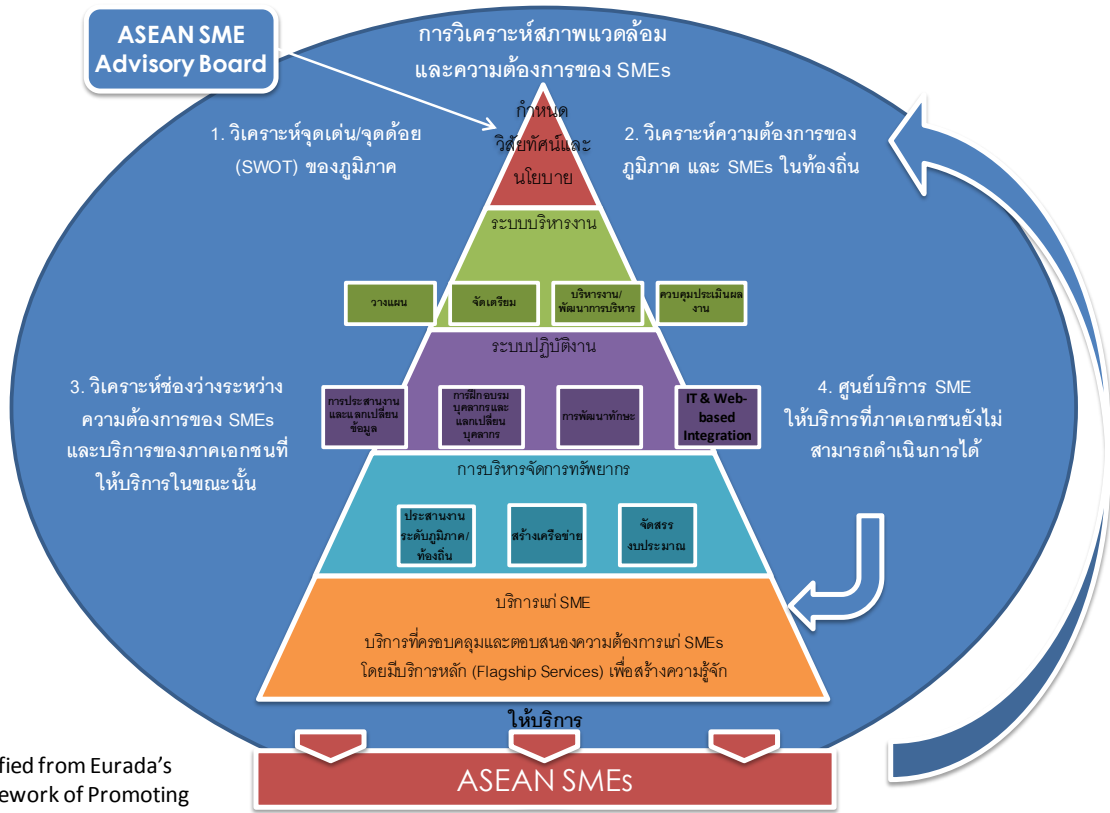 ASEAN SME
Advisory Board
การวิเคราะห์สภาพแวดล้อม
และความต้องการของ SMEs
1. วิเคราะห์จุดเด่น/จุดด้อย
(SWOT) ของภูมิภาค
กำหนด
วิสัยทัศน์และ
นโยบาย
2. วิเคราะห์ความต้องการของ
ภูมิภาค และ SMEs ในท้องถิ่น
ระบบบริหารงาน
วางแผน
จัดเตรียม
บริหารงาน/
พัฒนาการบริหาร
ควบคุมประเมินผล
งาน
ระบบปฏิบัติงาน
3. วิเคราะห์ช่องว่างระหว่าง
ความต้องการของ SMEs
และบริการของภาคเอกชนที่
ให้บริการในขณะนั้น
การประสานงาน
และแลกเปลี่ยน
ข้อมูล
การฝึกอบรม
บุคลากรและ
แลกเปลี่ยน
บุคลากร
การพัฒนาทักษะ
IT & Web-
based
Integration
4. ศูนย์บริการ SME
ให้บริการที่ภาคเอกชนยังไม่
สามารถดำเนินการได้
การบริหารจัดการทรัพยากร
ประสานงาน
ระดับภูมิภาค/
ท้องถิ่น
สร้างเครือข่าย
จัดสรร
งบประมาณ
บริการแก่ SME
บริการที่ครอบคลุมและตอบสนองความต้องการแก่ SMEs
โดยมีบริการหลัก (Flagship Services) เพื่อสร้างความรู้จัก
ให้บริการ
ASEAN SMEs
fied from Eurada's
ework of Promoting